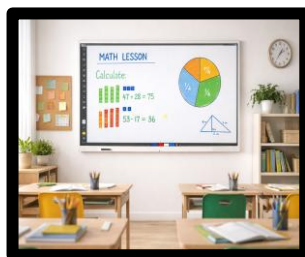 MATH LESSON
Calculate:
47 + 28 = 75
53 - 17 = 36